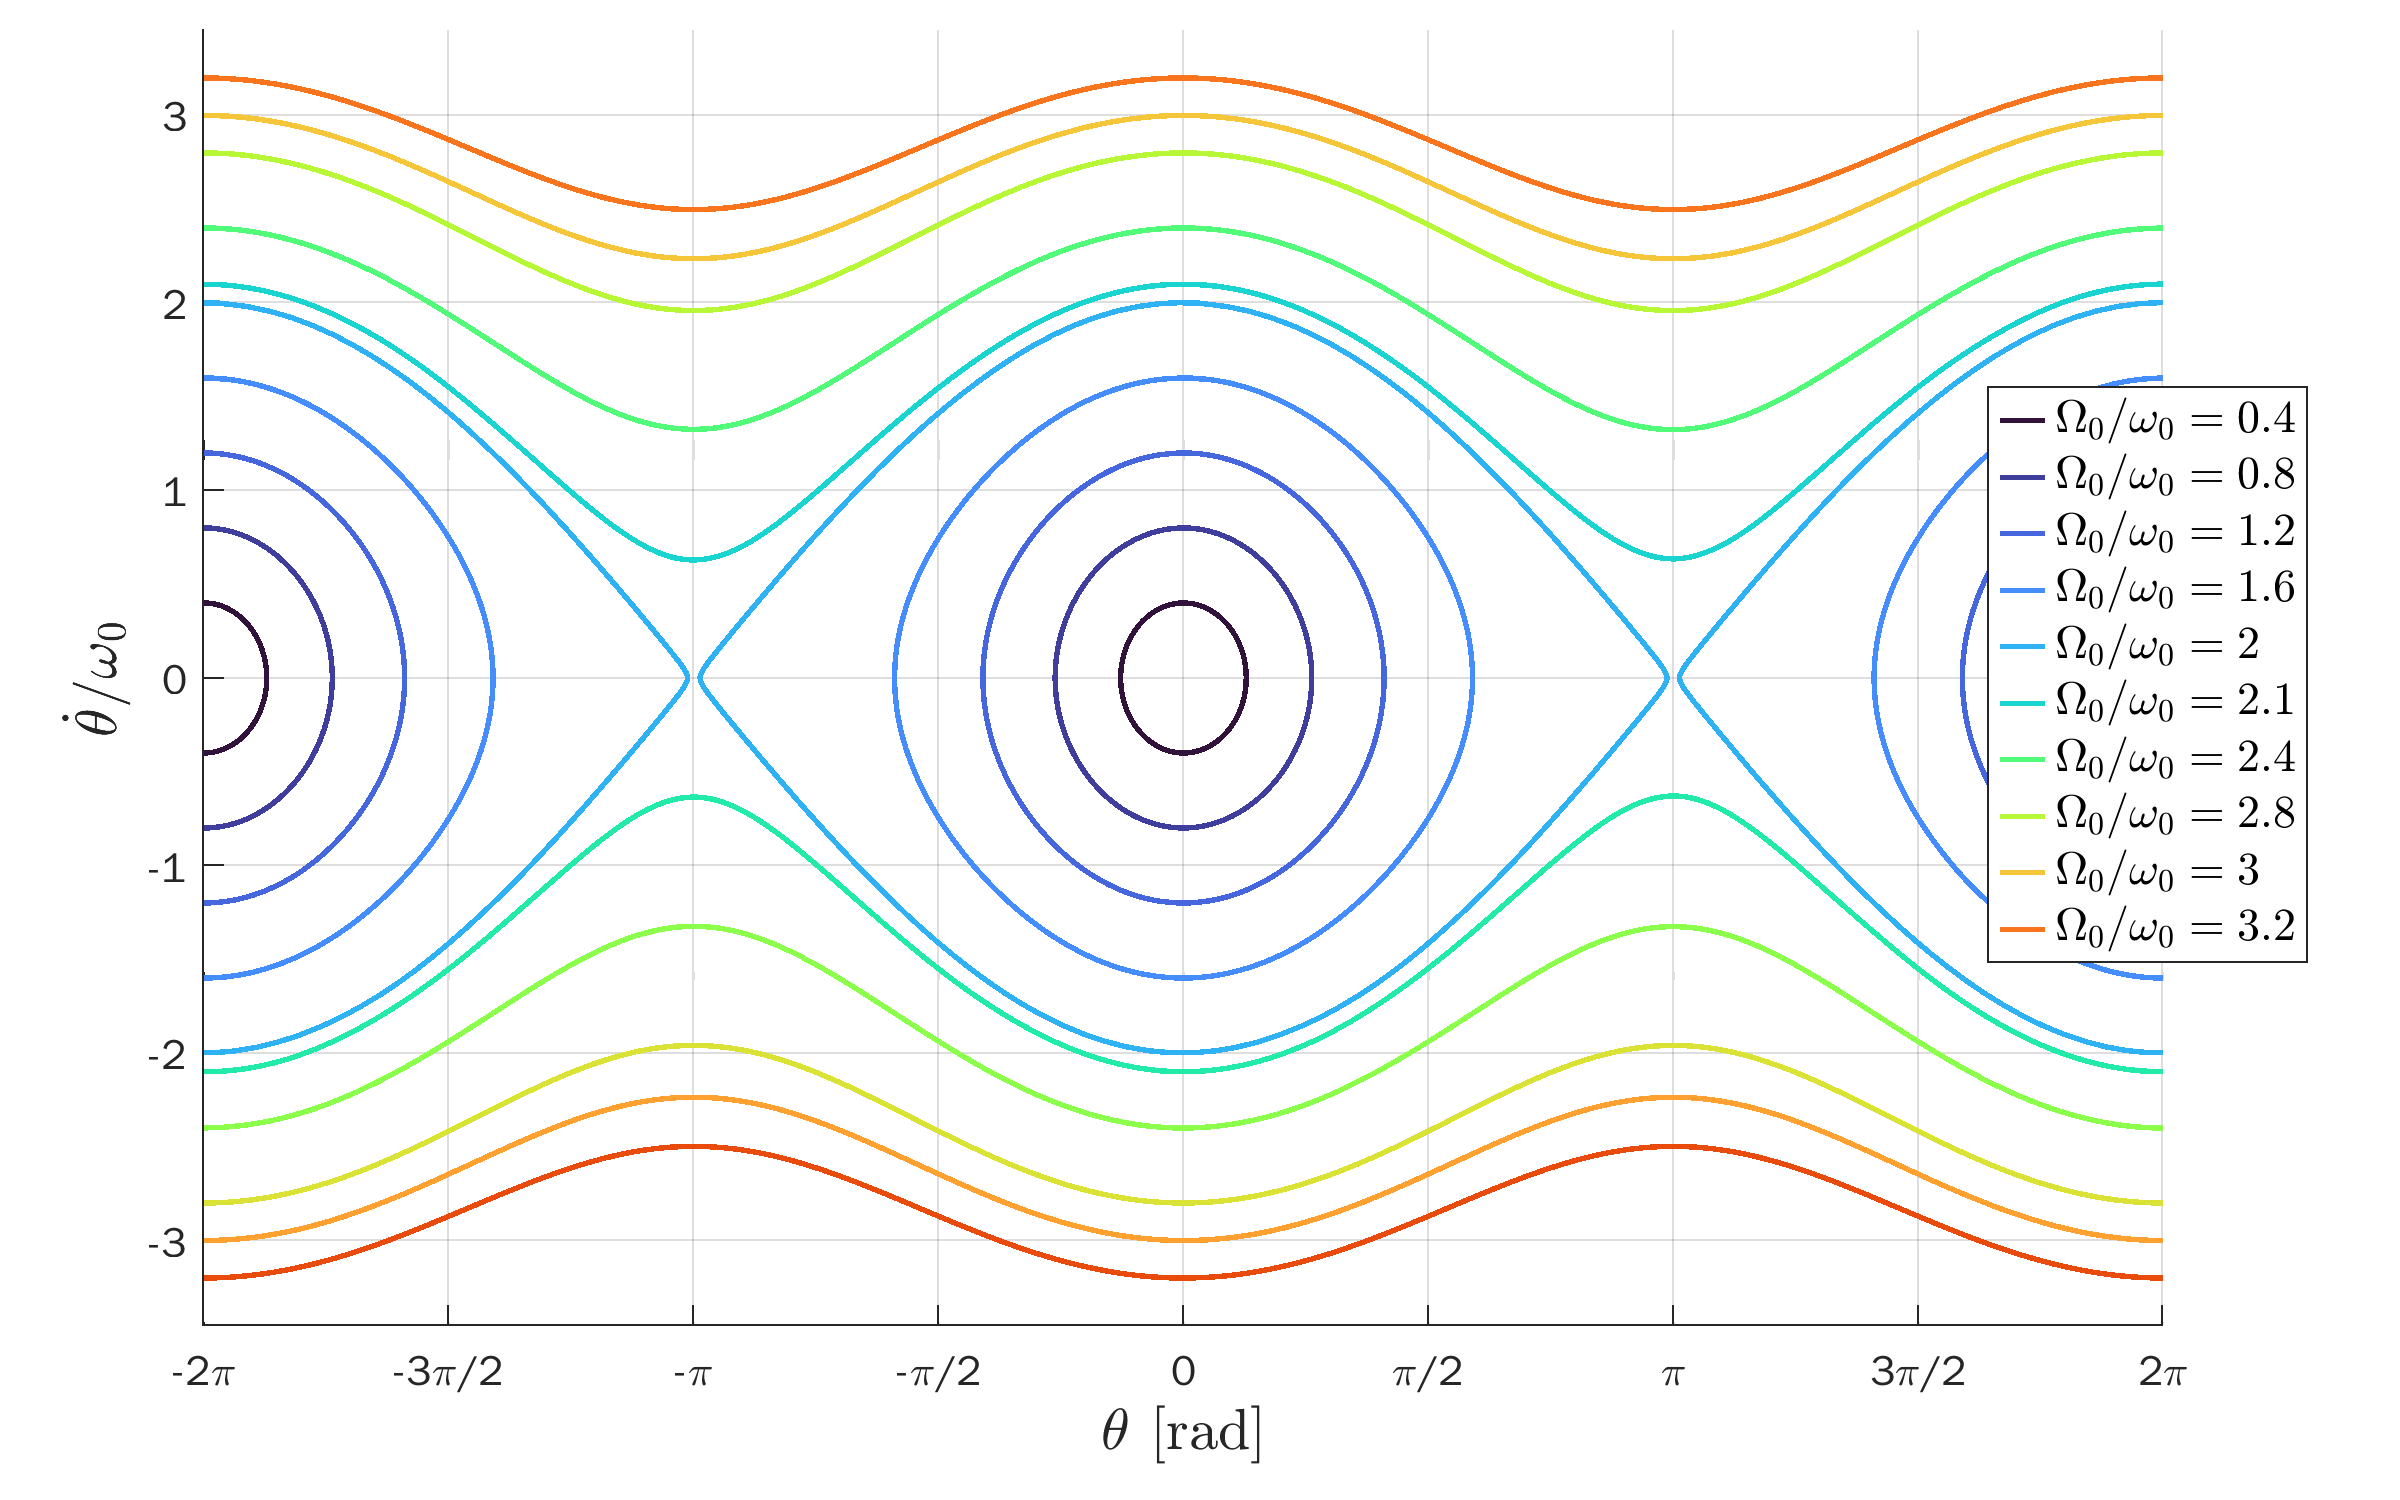 3
2
1
0
-1
-2
-3
θ̇/ω₀
Ω₀/ω₀ = 0.4
Ω₀/ω₀ = 0.8
Ω₀/ω₀ = 1.2
Ω₀/ω₀ = 1.6
Ω₀/ω₀ = 2
Ω₀/ω₀ = 2.1
Ω₀/ω₀ = 2.4
Ω₀/ω₀ = 2.8
Ω₀/ω₀ = 3
Ω₀/ω₀ = 3.2
-2π -3π/2 -π -π/2 0 π/2 π 3π/2 2π
θ [rad]